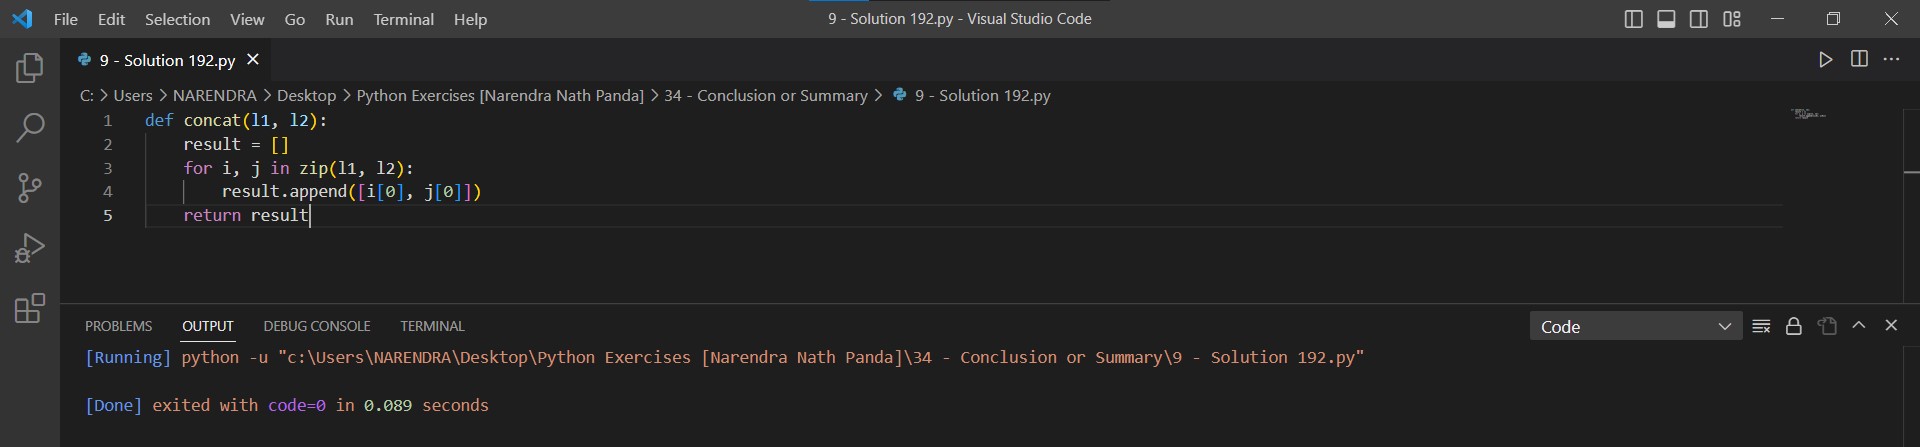 File Edit Selection View Go Run Terminal Help 9 - Solution 192.py - Visual Studio Code
9 - Solution 192.py
C: > Users > NARENDRA > Desktop > Python Exercises [Narendra Nath Panda] > 34 - Conclusion or Summary > 9 - Solution 192.py
1 def concat(l1, l2):
2     result = []
3     for i, j in zip(l1, l2):
4         result.append([i[0], j[0]])
5     return result
PROBLEMS OUTPUT DEBUG CONSOLE TERMINAL Code
[Running] python -u "c:\Users\NARENDRA\Desktop\Python Exercises [Narendra Nath Panda]\34 - Conclusion or Summary\9 - Solution 192.py"
[Done] exited with code=0 in 0.089 seconds